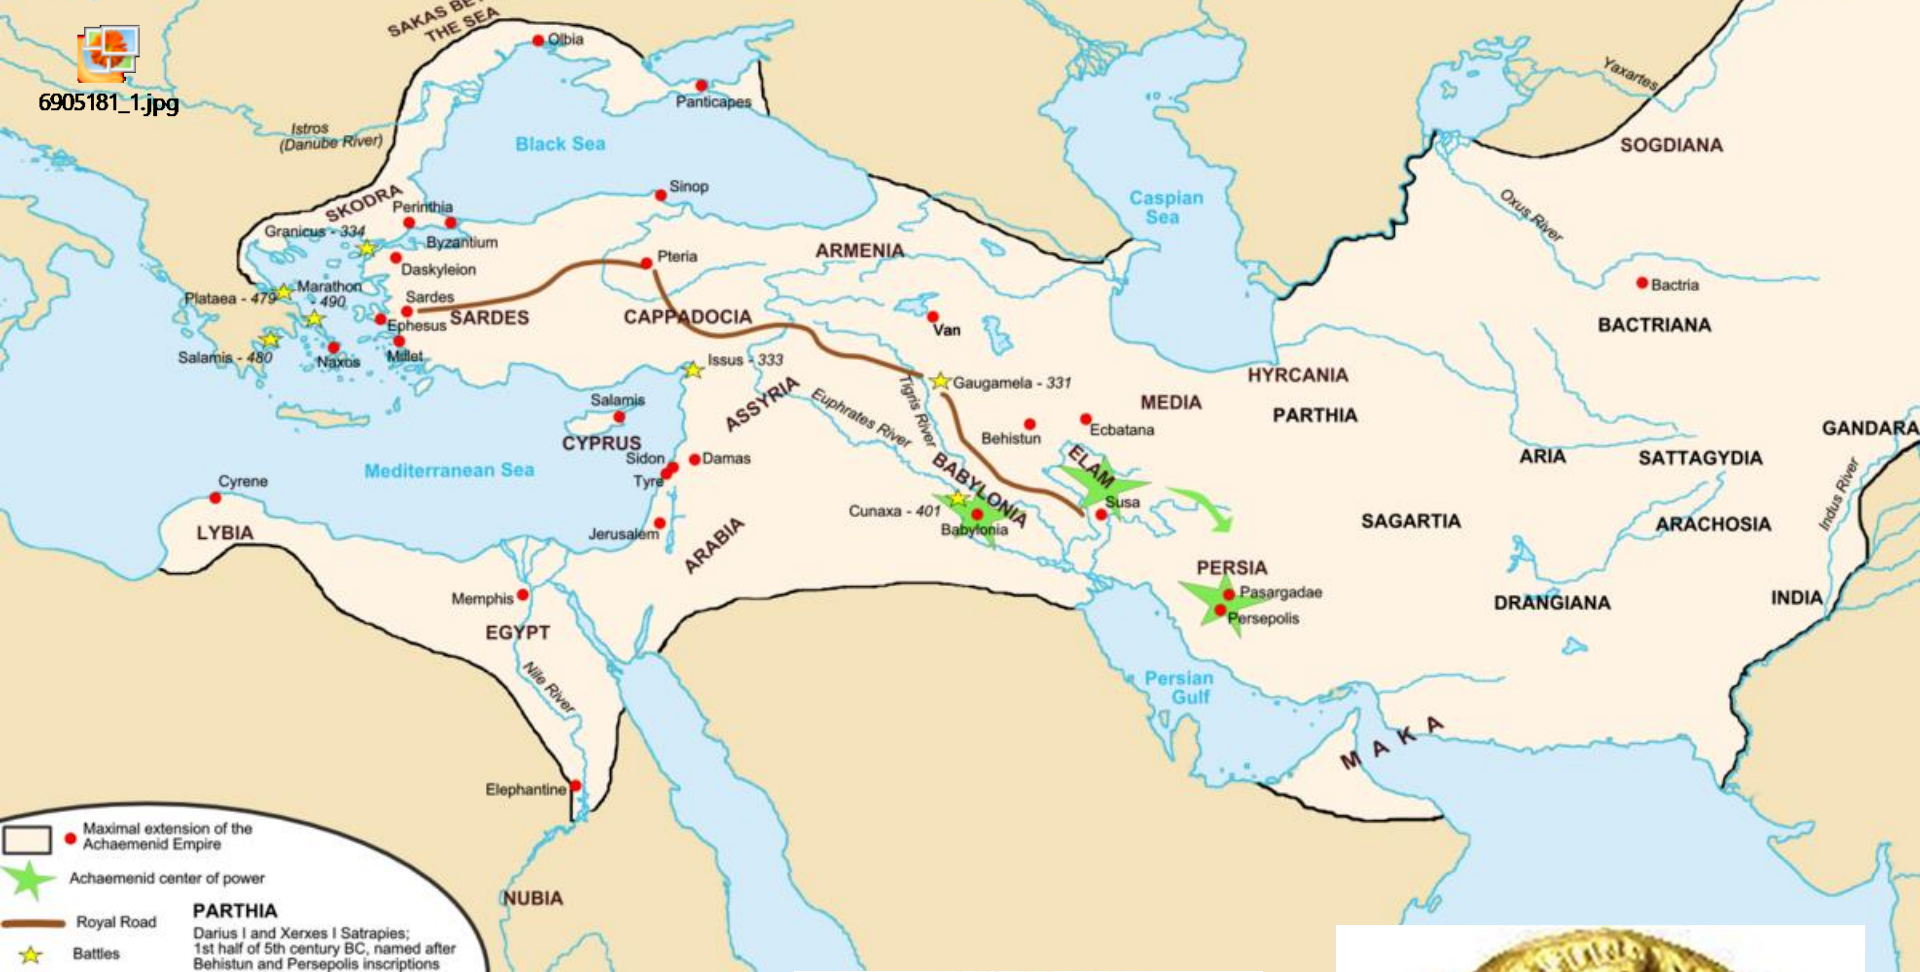 SAKAS BE
THE SEA
Olbia
6905181_1.jpg
Panticapes
Yaxartes
Istros
(Danube River)
Black Sea
SOGDIANA
Caspian
Sea
Sinop
SKODRA
Perinthia
Oxus River
Granicus - 334
Byzantium
ARMENIA
Pteria
Daskyleion
Bactria
Marathon
- 490
Plataea - 479
Sardes
SARDES
CAPPADOCIA
Ephesus
BACTRIANA
Van
Salamis - 480
Naxos
Millet
Issus - 333
HYRCANIA
Gaugamela - 331
ASSYRIA
Tigris River
Euphrates River
MEDIA
PARTHIA
Salamis
CYPRUS
Behistun
Ecbatana
GANDARA
Sidon
Damas
Tyre
Mediterranean Sea
ELAM
ARIA
SATTAGYDIA
BABYLONIA
Cyrene
Indus River
Susa
Cunaxa - 401
Babylonia
SAGARTIA
ARACHOSIA
LYBIA
Jerusalem
ARABIA
PERSIA
Pasargadae
Memphis
INDIA
DRANGIANA
Persepolis
EGYPT
Nile River
Persian
Gulf
MAKA
Elephantine
Maximal extension of the
Achaemenid Empire
Achaemenid center of power
NUBIA
Royal Road
PARTHIA
Darius I and Xerxes I Satrapies;
1st half of 5th century BC, named after
Behistun and Persepolis inscriptions
Battles